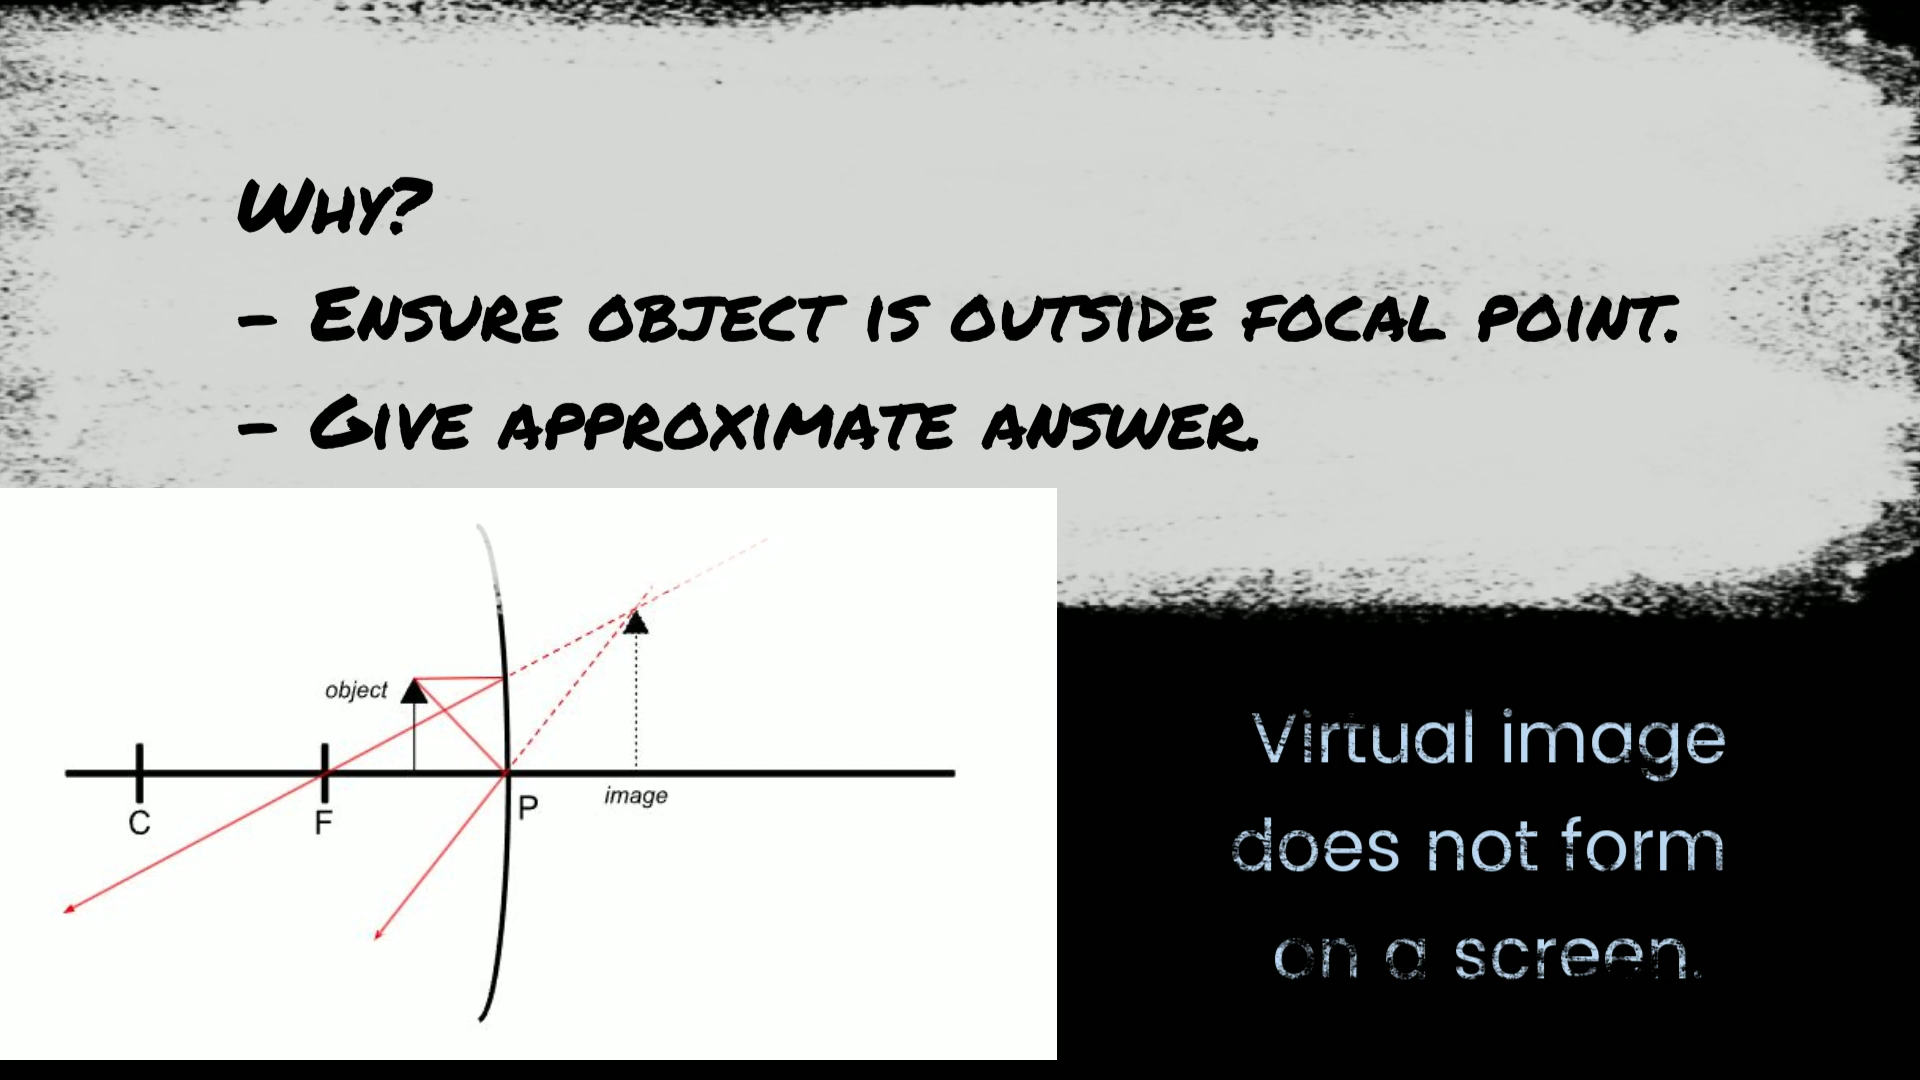 Why?
- Ensure object is outside focal point.
- Give approximate answer.
object
C
F
P
image
Virtual image
does not form
on a screen.